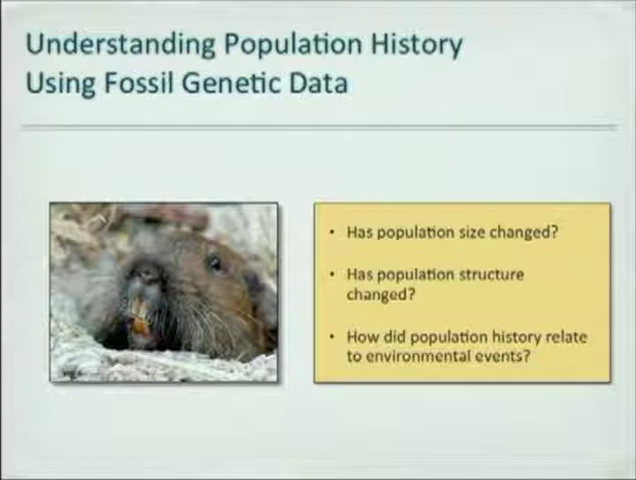 Understanding Population History
Using Fossil Genetic Data
• Has population size changed?
• Has population structure
changed?
• How did population history relate
to environmental events?